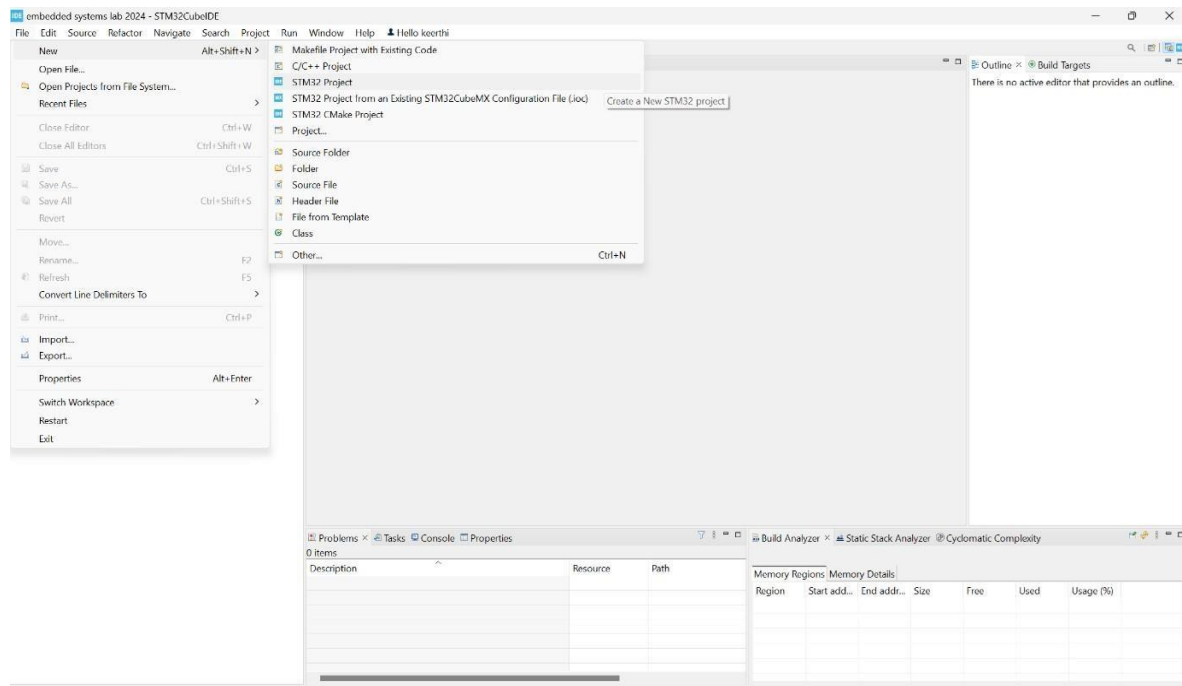 IDE embedded systems lab 2024 - STM32CubeIDE
File Edit Source Refactor Navigate Search Project Run Window Help Hello keerthi
New Alt+Shift+N >
Open File...
Open Projects from File System...
Recent Files >
Close Editor Ctrl+W
Close All Editors Ctrl+Shift+W
Save Ctrl+S
Save As...
Save All Ctrl+Shift+S
Revert
Move...
Rename... F2
Refresh F5
Convert Line Delimiters To >
Print... Ctrl+P
Import...
Export...
Properties Alt+Enter
Switch Workspace >
Restart
Exit
Makefile Project with Existing Code
C/C++ Project
STM32 Project
STM32 Project from an Existing STM32CubeMX Configuration File (.ioc)
Create a New STM32 project
STM32 CMake Project
Project...
Source Folder
Folder
Source File
Header File
File from Template
Class
Other... Ctrl+N
Outline × Build Targets
There is no active editor that provides an outline.
Problems × Tasks Console Properties
0 items
Description Resource Path
Build Analyzer × Static Stack Analyzer Cyclomatic Complexity
Memory Regions Memory Details
Region Start add... End addr... Size Free Used Usage (%)